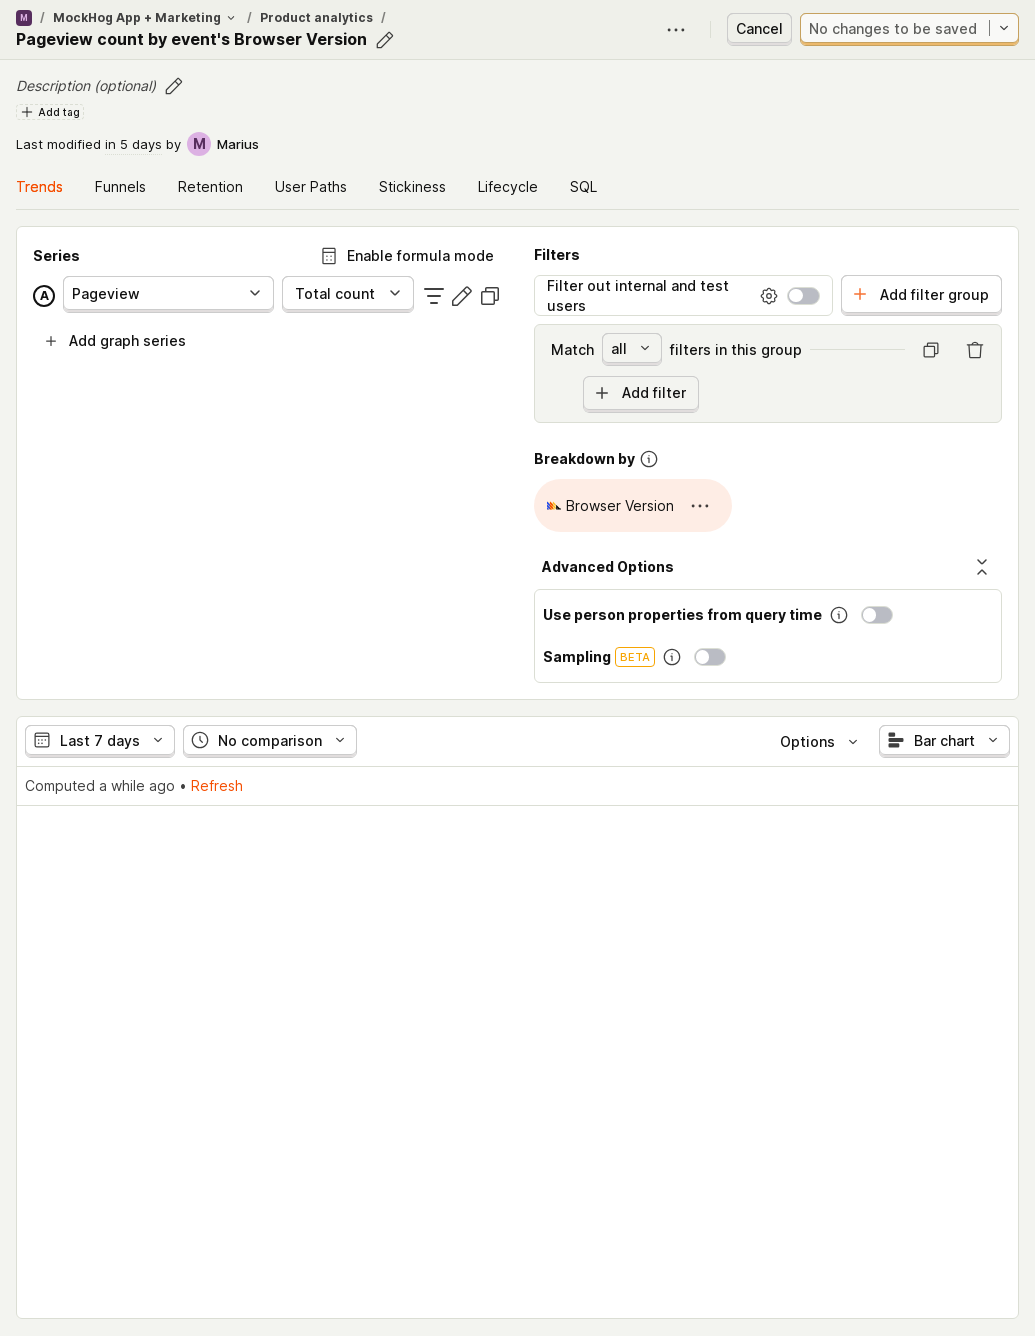 M / MockHog App + Marketing / Product analytics /
Pageview count by event's Browser Version
Cancel
No changes to be saved
Description (optional)
Add tag
Last modified in 5 days by M Marius
Trends Funnels Retention User Paths Stickiness Lifecycle SQL
Series
Enable formula mode
A Pageview Total count
Add graph series
Filters
Filter out internal and test
users
Add filter group
Match all filters in this group
Add filter
Breakdown by
Browser Version
Advanced Options
Use person properties from query time
Sampling BETA
Last 7 days No comparison Options Bar chart
Computed a while ago • Refresh